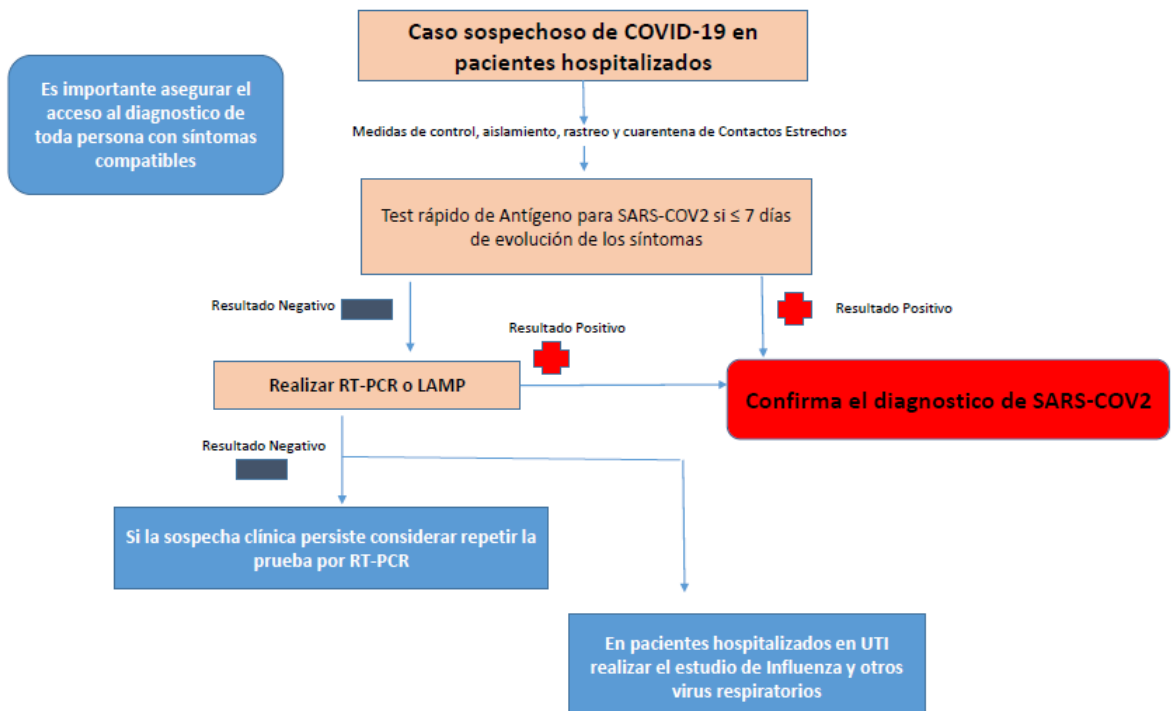 Caso sospechoso de COVID-19 en
pacientes hospitalizados
Es importante asegurar el
acceso al diagnostico de
toda persona con síntomas
compatibles
Medidas de control, aislamiento, rastreo y cuarentena de Contactos Estrechos
Test rápido de Antígeno para SARS-COV2 si ≤ 7 días
de evolución de los síntomas
Resultado Negativo
Resultado Positivo
Resultado Positivo
Realizar RT-PCR o LAMP
Confirma el diagnostico de SARS-COV2
Resultado Negativo
Si la sospecha clínica persiste considerar repetir la
prueba por RT-PCR
En pacientes hospitalizados en UTI
realizar el estudio de Influenza y otros
virus respiratorios